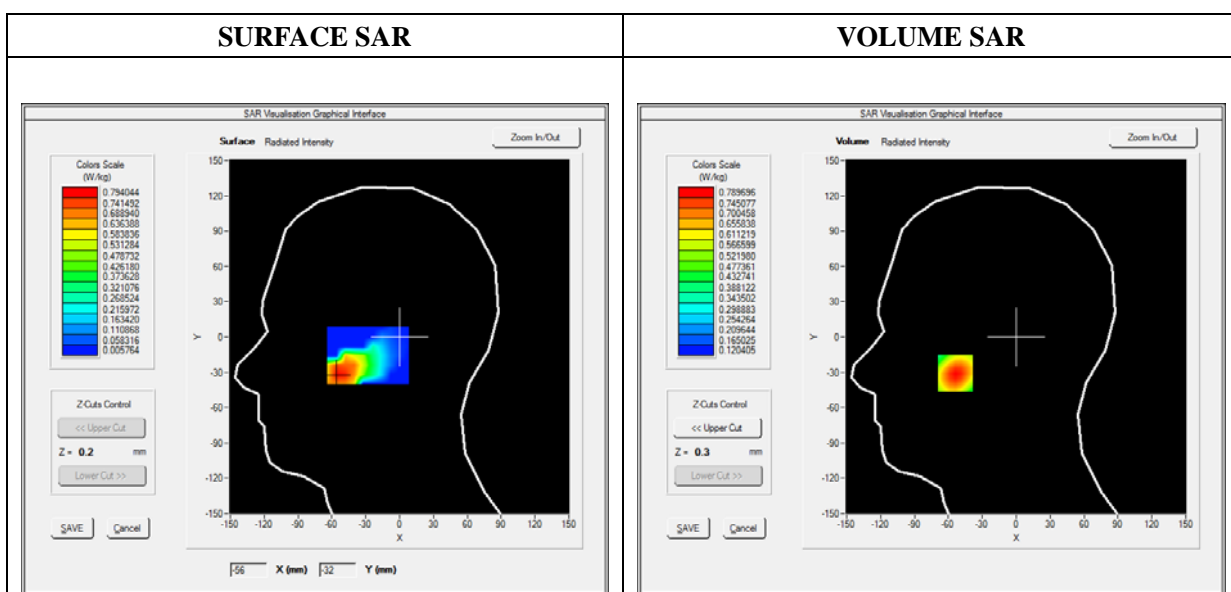 SURFACE SAR
VOLUME SAR
SAR Visualisation Graphical Interface
Surface Radiated Intensity
Zoom In/Out
Colors Scale
(W/kg)
0.794044
0.741492
0.688940
0.636388
0.583836
0.531284
0.478732
0.426180
0.373628
0.321076
0.268524
0.215972
0.163420
0.110868
0.058316
0.005764
Z-Cuts Control
<< Upper Cut
Z = 0.2 mm
Lower Cut >>
SAVE Cancel
150
120
90
60
30
0
-30
-60
-90
-120
-150
Y
-150 -120 -90 -60 -30 0 30 60 90 120 150
X
-56 X (mm) -32 Y (mm)
SAR Visualisation Graphical Interface
Volume Radiated Intensity
Zoom In/Out
Colors Scale
(W/kg)
0.789696
0.745077
0.700458
0.655838
0.611219
0.566599
0.521980
0.477361
0.432741
0.388122
0.343502
0.298883
0.254264
0.209644
0.165025
0.120405
Z-Cuts Control
<< Upper Cut
Z = 0.3 mm
Lower Cut >>
SAVE Cancel
150
120
90
60
30
0
-30
-60
-90
-120
-150
Y
-150 -120 -90 -60 -30 0 30 60 90 120 150
X